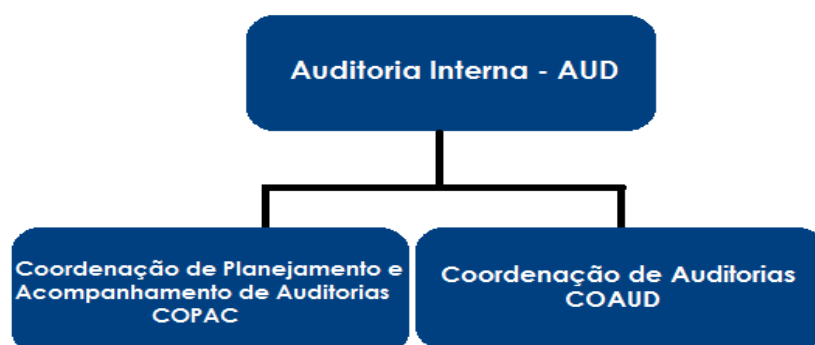 Auditoria Interna - AUD
Coordenação de Planejamento e
Acompanhamento de Auditorias
COPAC
Coordenação de Auditorias
COAUD